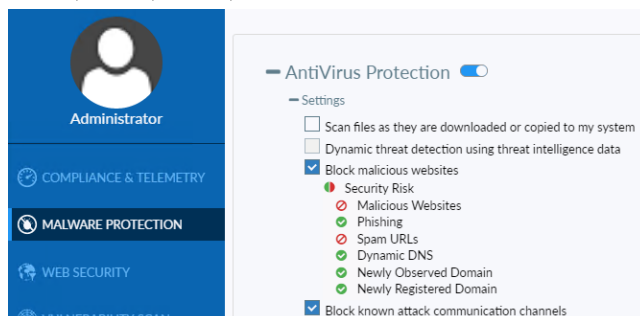 Administrator
COMPLIANCE & TELEMETRY
MALWARE PROTECTION
WEB SECURITY
AntiVirus Protection
Settings
Scan files as they are downloaded or copied to my system
Dynamic threat detection using threat intelligence data
Block malicious websites
Security Risk
Malicious Websites
Phishing
Spam URLs
Dynamic DNS
Newly Observed Domain
Newly Registered Domain
Block known attack communication channels